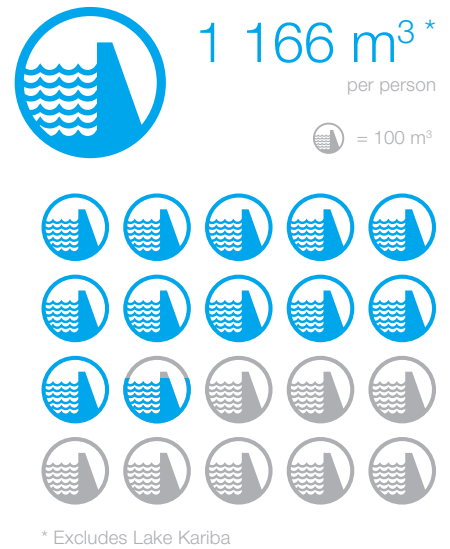 1 166 m³ *
per person
= 100 m³
* Excludes Lake Kariba